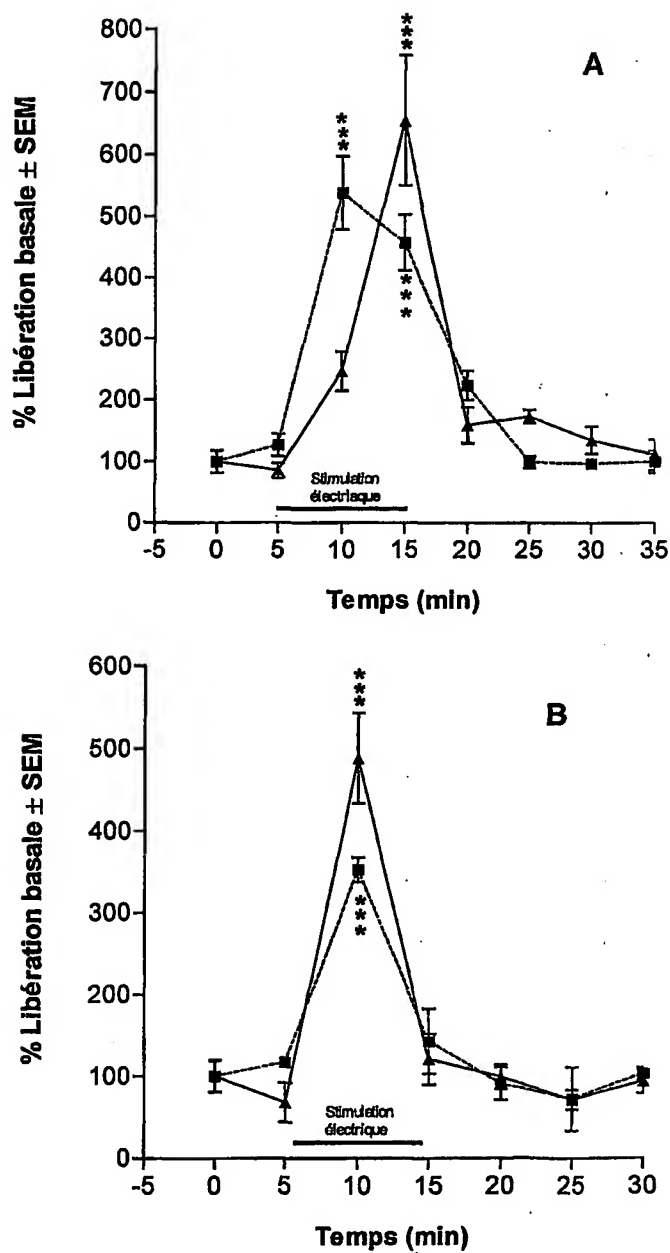 800
700
600
500
400
300
200
100
0
% Libération basale ± SEM
***
***
***
A
Stimulation
électriaque
-5 0 5 10 15 20 25 30 35
Temps (min)
600
500
400
300
200
100
0
% Libération basale ± SEM
***
***
B
Stimulation
électrique
-5 0 5 10 15 20 25 30
Temps (min)